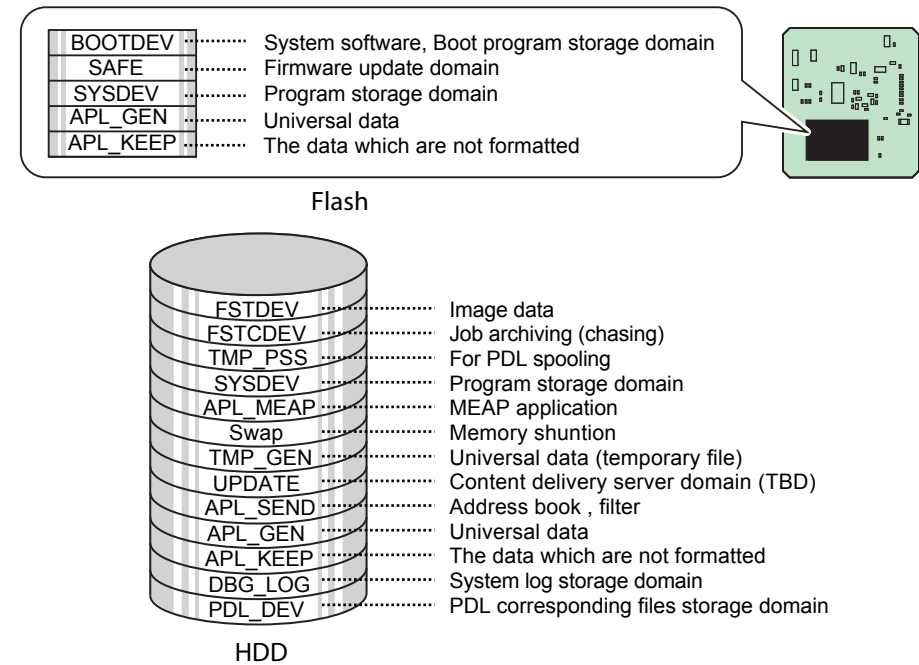 BOOTDEV System software, Boot program storage domain
SAFE Firmware update domain
SYSDEV Program storage domain
APL_GEN Universal data
APL_KEEP The data which are not formatted
Flash
FSTDEV Image data
FSTCDEV Job archiving (chasing)
TMP_PSS For PDL spooling
SYSDEV Program storage domain
APL_MEAP MEAP application
Swap Memory shuntion
TMP_GEN Universal data (temporary file)
UPDATE Content delivery server domain (TBD)
APL_SEND Address book , filter
APL_GEN Universal data
APL_KEEP The data which are not formatted
DBG_LOG System log storage domain
PDL_DEV PDL corresponding files storage domain
HDD